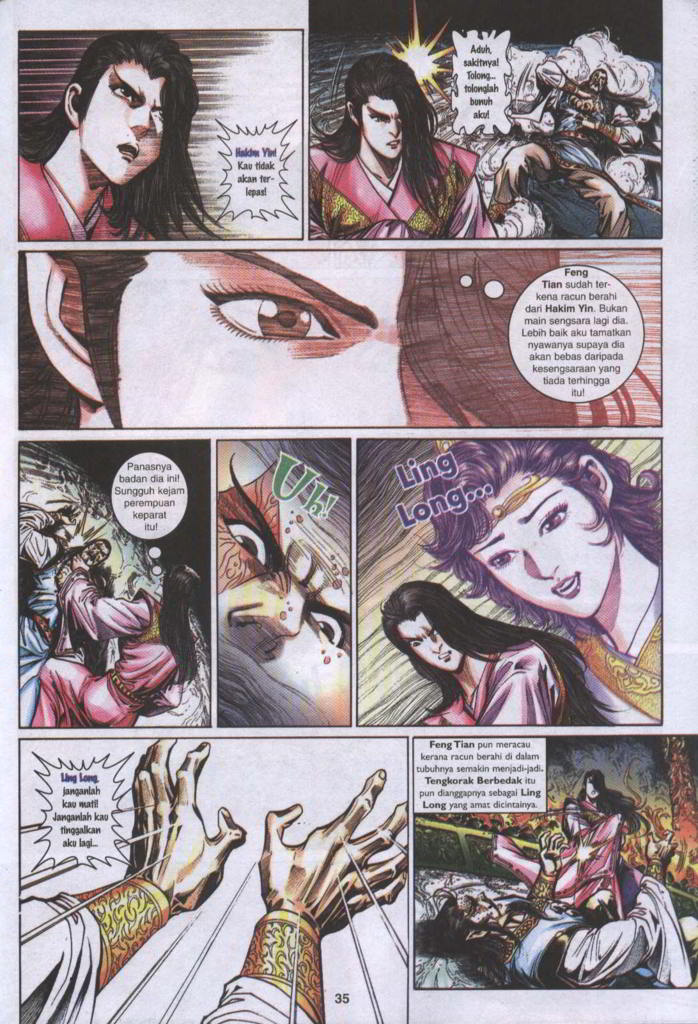 Hakim Yin!
Kau tidak
akan ter-
lepas!
Aduh,
sakitnya!
Tolong...
tolonglah
bunuh
aku!
Feng
Tian sudah ter-
kena racun berahi
dari Hakim Yin. Bukan
main sengsara lagi dia.
Lebih baik aku tamatkan
nyawanya supaya dia
akan bebas daripada
kesengsaraan yang
tiada terhingga
itu!
Panasnya
badan dia ini!
Sungguh kejam
perempuan
keparat
itu!
Uh!
Ling
Long...
Ling Long,
janganlah
kau mati!
Janganlah kau
tinggalkan
aku lagi...
Feng Tian pun meracau
kerana racun berahi di dalam
tubuhnya semakin menjadi-jadi.
Tengkorak Berbedak itu
pun dianggapnya sebagai Ling
Long yang amat dicintainya.
35